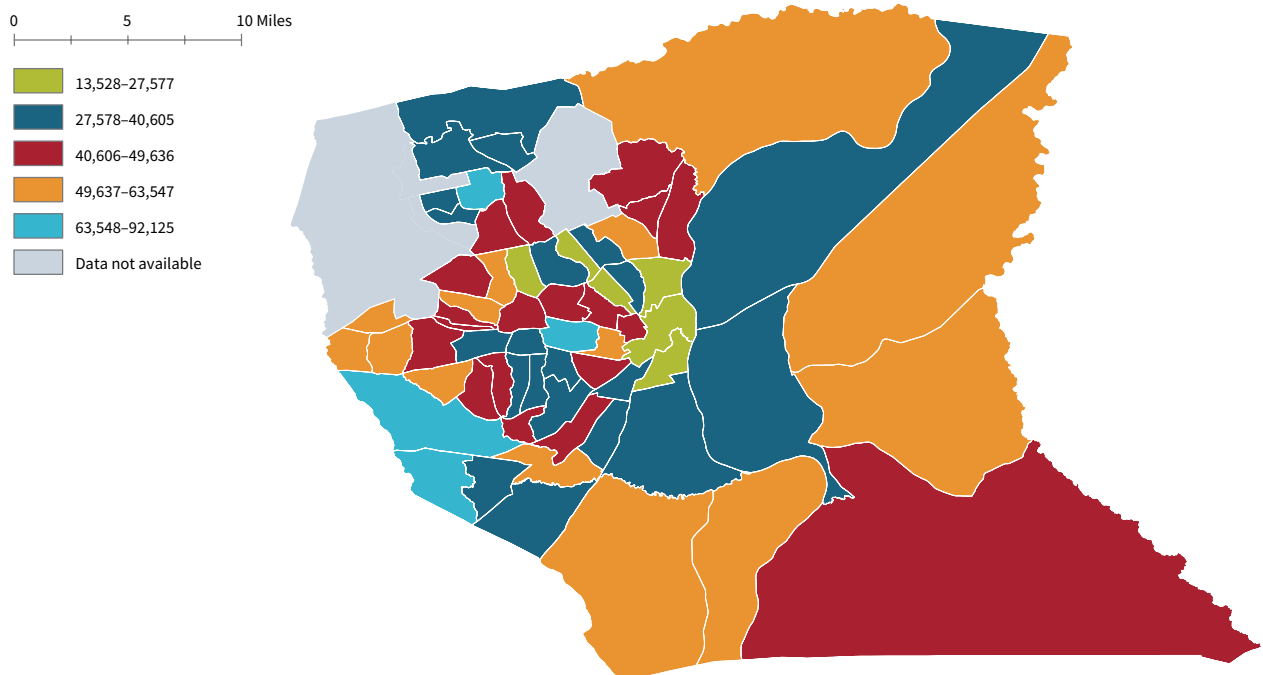 0 5 10 Miles
13,528–27,577
27,578–40,605
40,606–49,636
49,637–63,547
63,548–92,125
Data not available